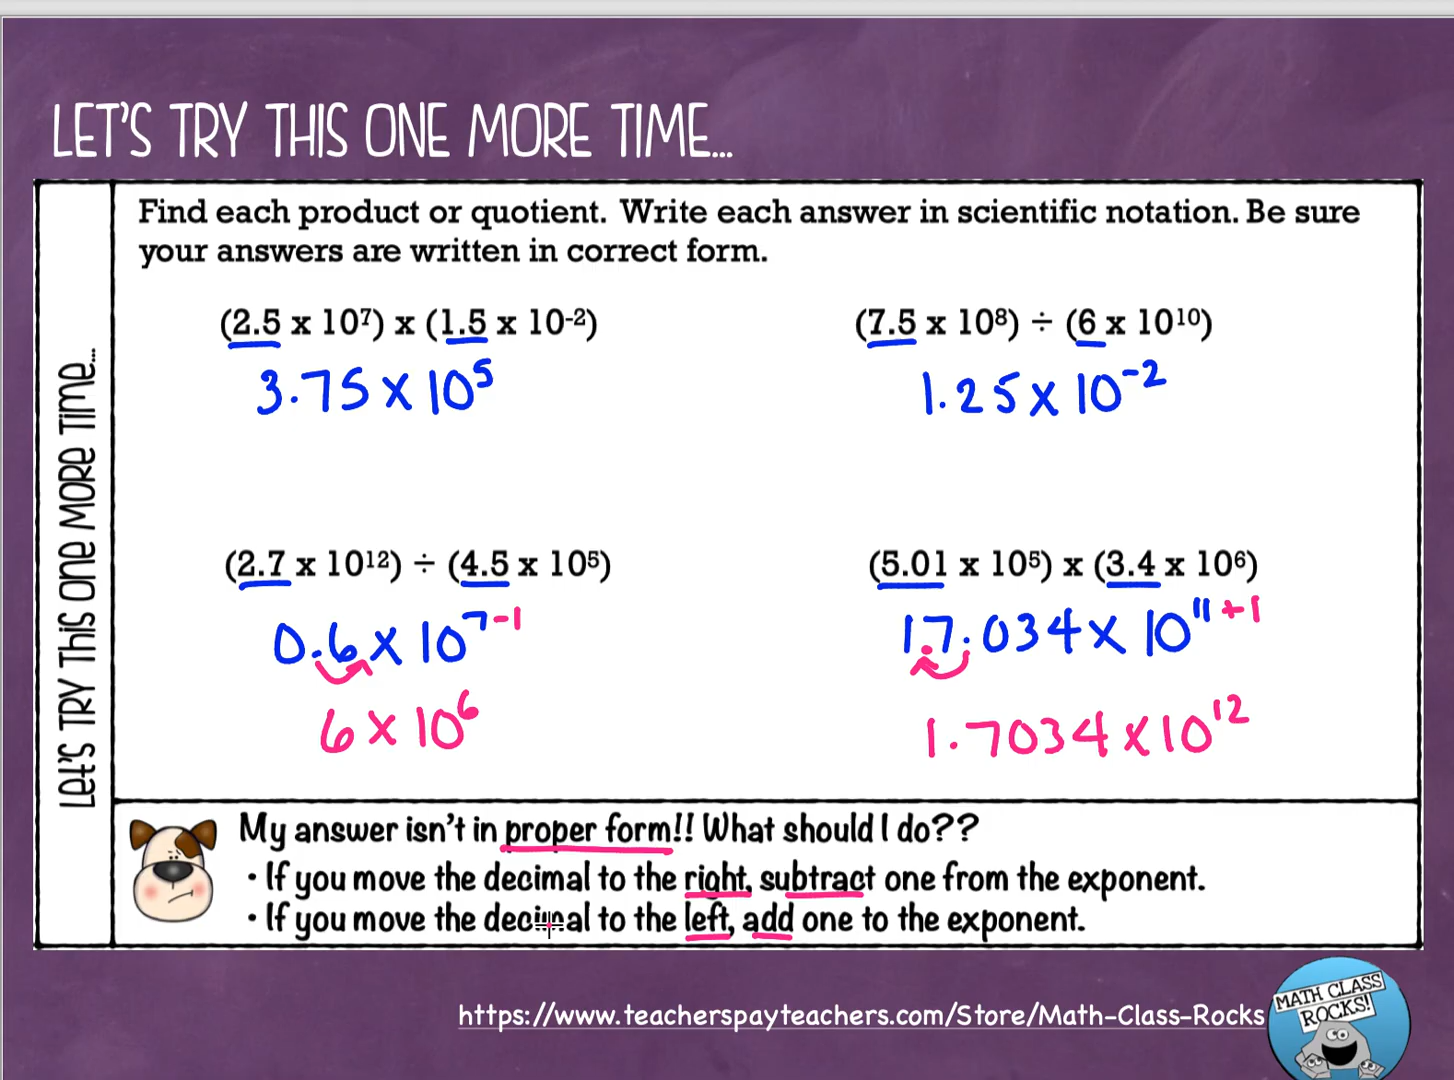 LET'S TRY THIS ONE MORE TIME...
LET'S TRY THIS ONE MORE TIME...
Find each product or quotient. Write each answer in scientific notation. Be sure
your answers are written in correct form.
(2.5 x 10⁷) x (1.5 x 10⁻²)
3.75 x 10⁵
(7.5 x 10⁸) ÷ (6 x 10¹⁰)
1.25 x 10⁻²
(2.7 x 10¹²) ÷ (4.5 x 10⁵)
0.6 x 10⁷⁻¹
6 x 10⁶
(5.01 x 10⁵) x (3.4 x 10⁶)
17.034 x 10¹¹⁺¹
1.7034 x 10¹²
My answer isn't in proper form!! What should I do??
• If you move the decimal to the right, subtract one from the exponent.
• If you move the decimal to the left, add one to the exponent.
https://www.teacherspayteachers.com/Store/Math-Class-Rocks
MATH CLASS
ROCKS!